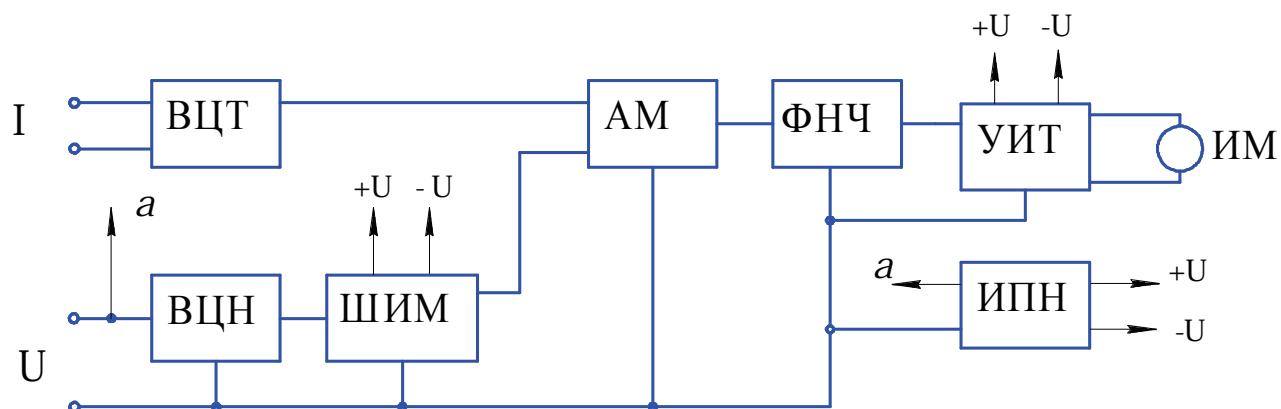 +U -U
I ВЦТ АМ ФНЧ УИТ ИМ
+U - U
a
a ИПН +U
-U
U ВЦН ШИМ